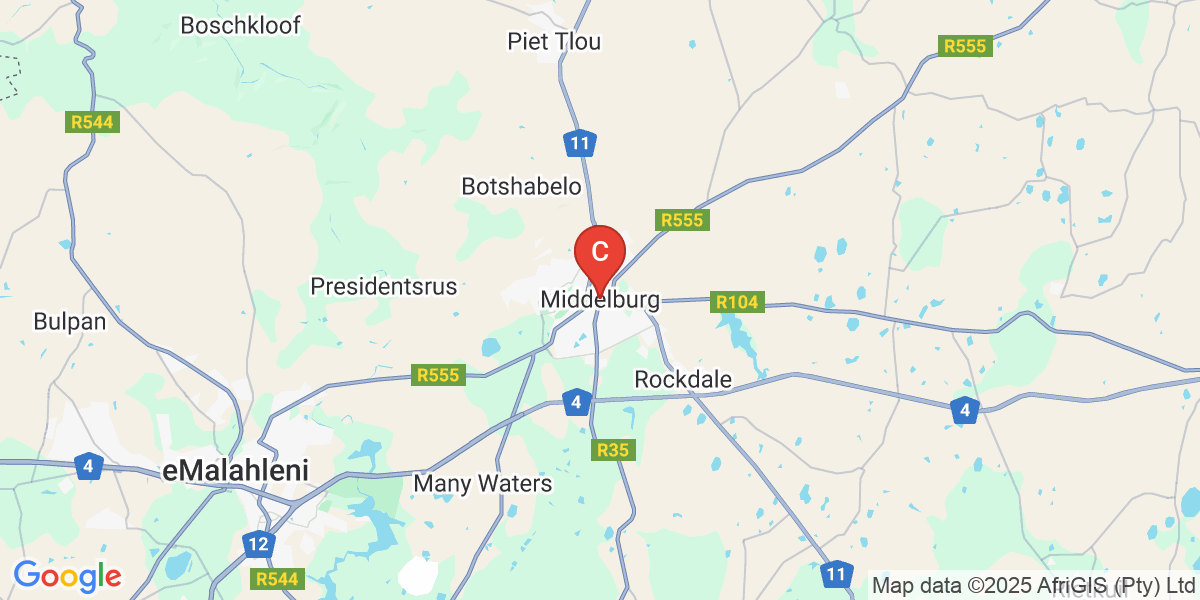 Boschkloof
Piet Tlou
R555
R544
11
Botshabelo
R555
C
Presidentsrus
Middelburg
R104
Bulpan
R555
Rockdale
4
4
R35
4
eMalahleni
Many Waters
12
R544
11
Google
Map data ©2025 AfriGIS (Pty) Ltd